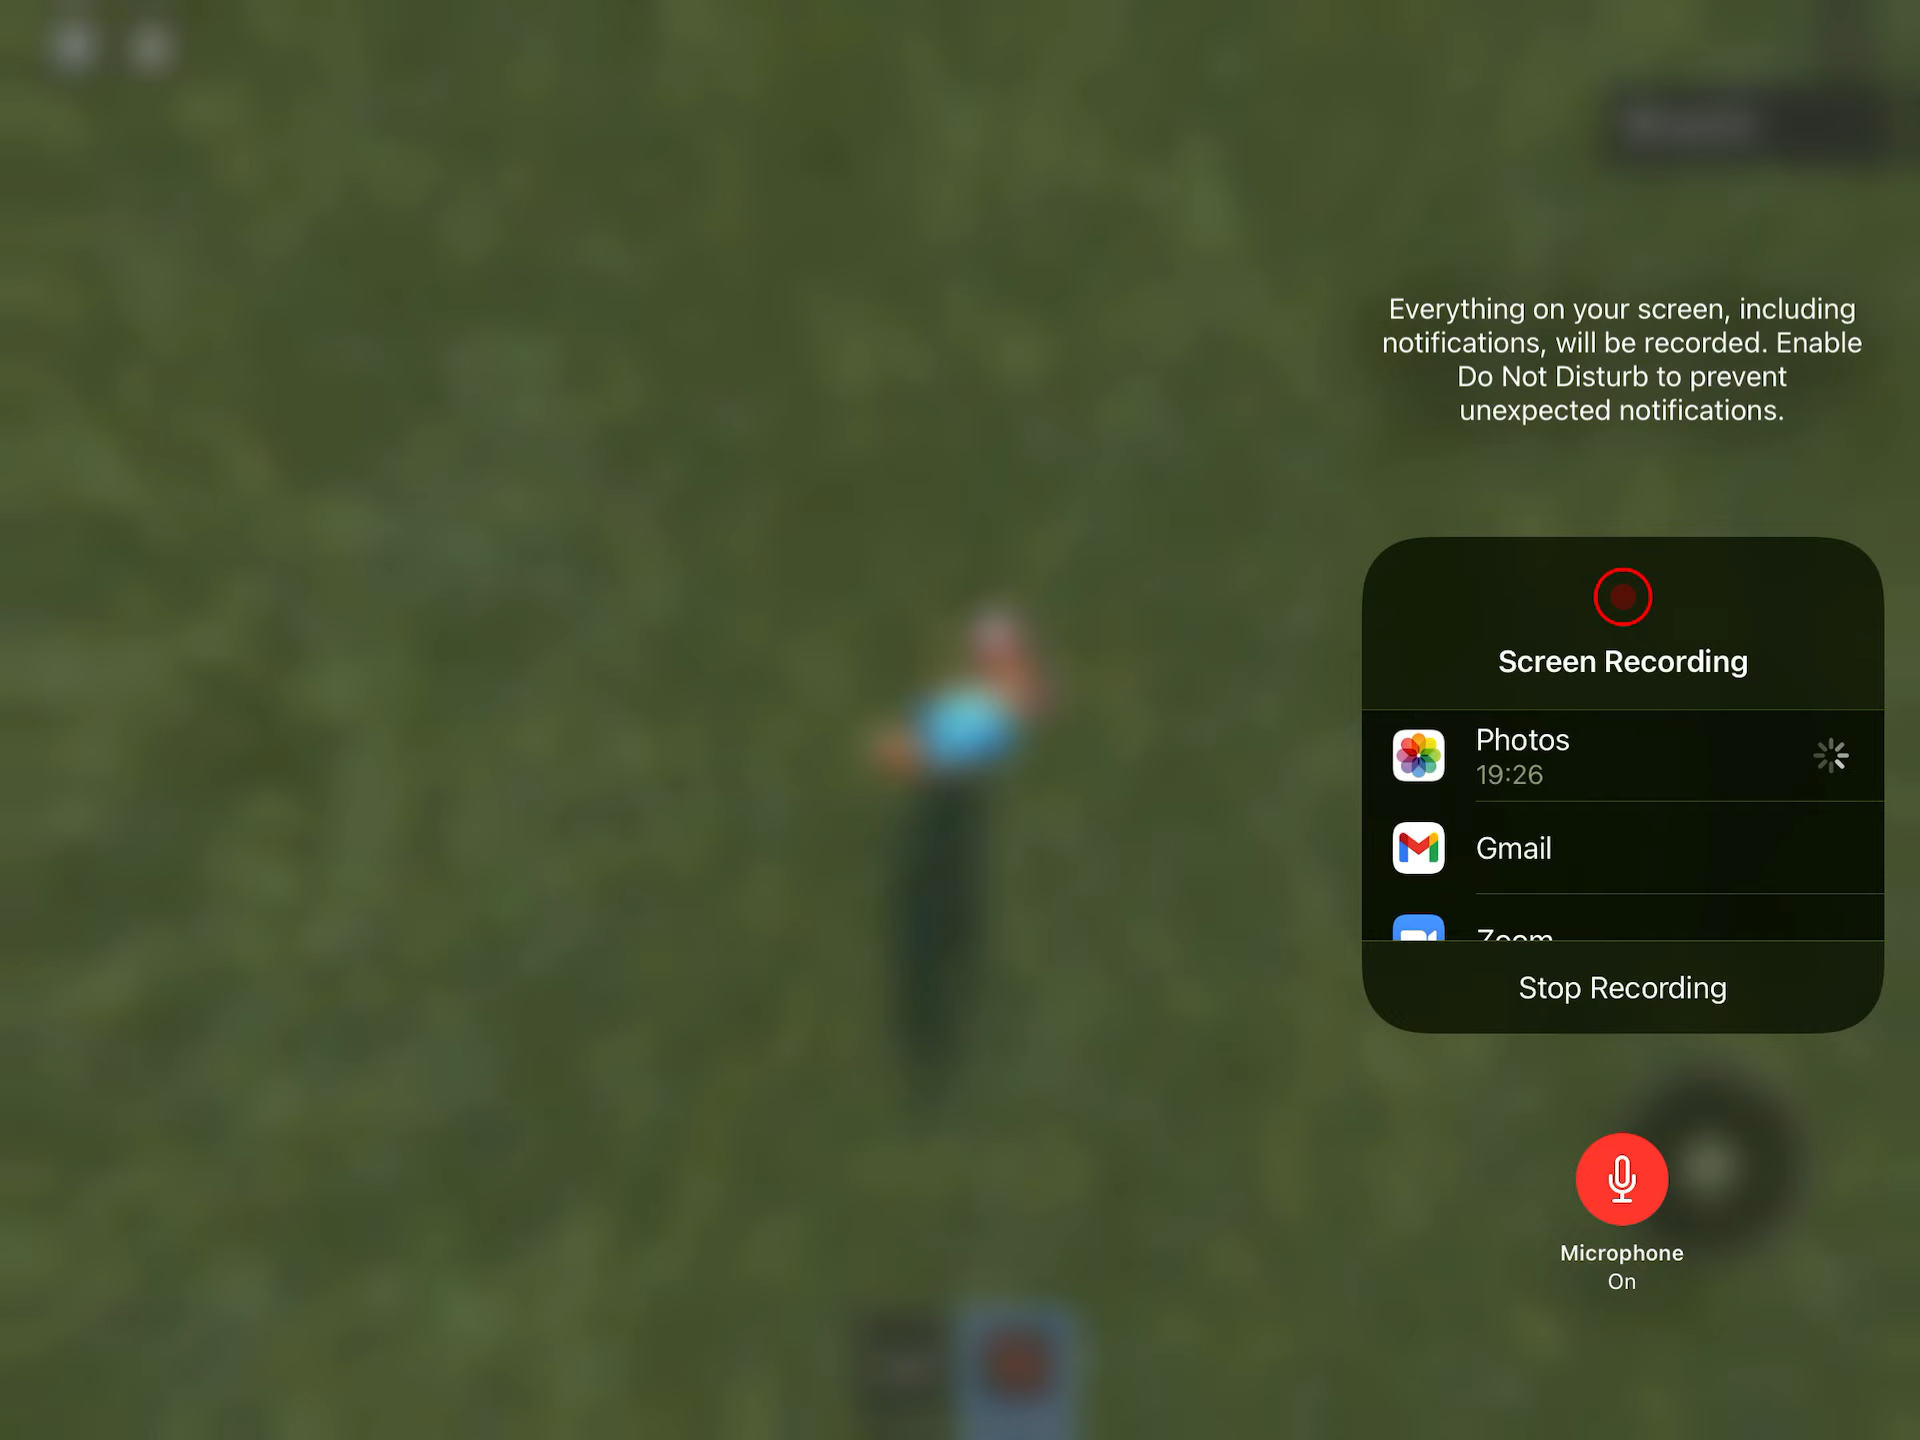 Everything on your screen, including
notifications, will be recorded. Enable
Do Not Disturb to prevent
unexpected notifications.
Screen Recording
Photos
19:26
Gmail
Zoom
Stop Recording
Microphone
On